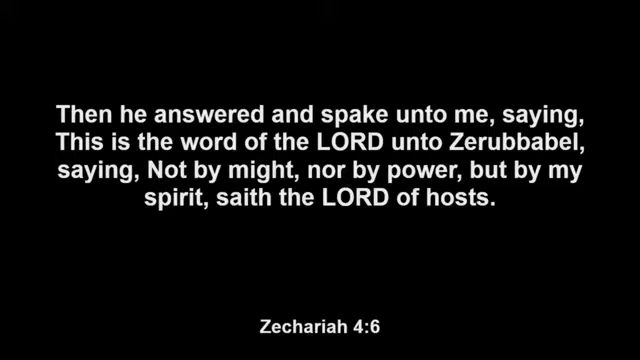 Then he answered and spake unto me, saying,
This is the word of the LORD unto Zerubbabel,
saying, Not by might, nor by power, but by my
spirit, saith the LORD of hosts.
Zechariah 4:6